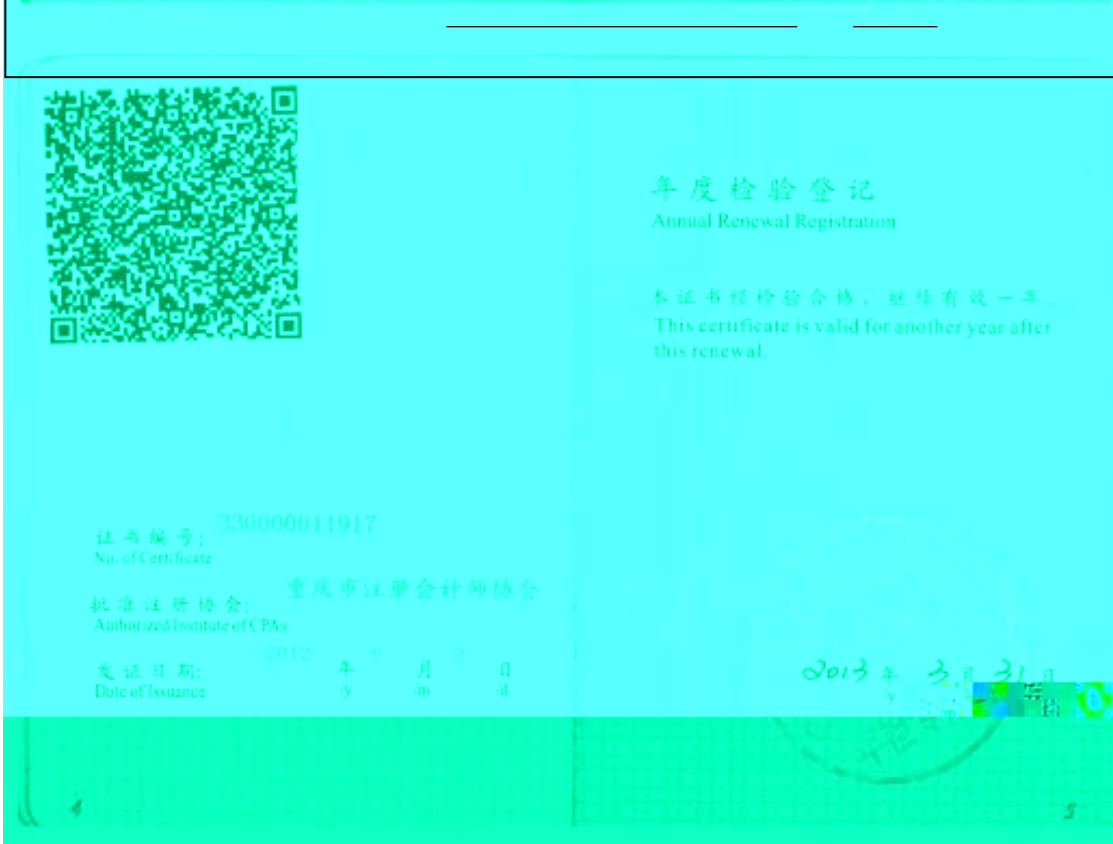 证书编号: 330000011917
No. of Certificate
批准注册协会: 重庆市注册会计师协会
Authorized Institute of CPAs
发证日期: 2012 年 5 月 2 日
Date of Issuance /y /m /d
4
年度检验登记
Annual Renewal Registration
本证书经检验合格，继续有效一年。
This certificate is valid for another year after
this renewal.
2013 年 3 月 31 日
5